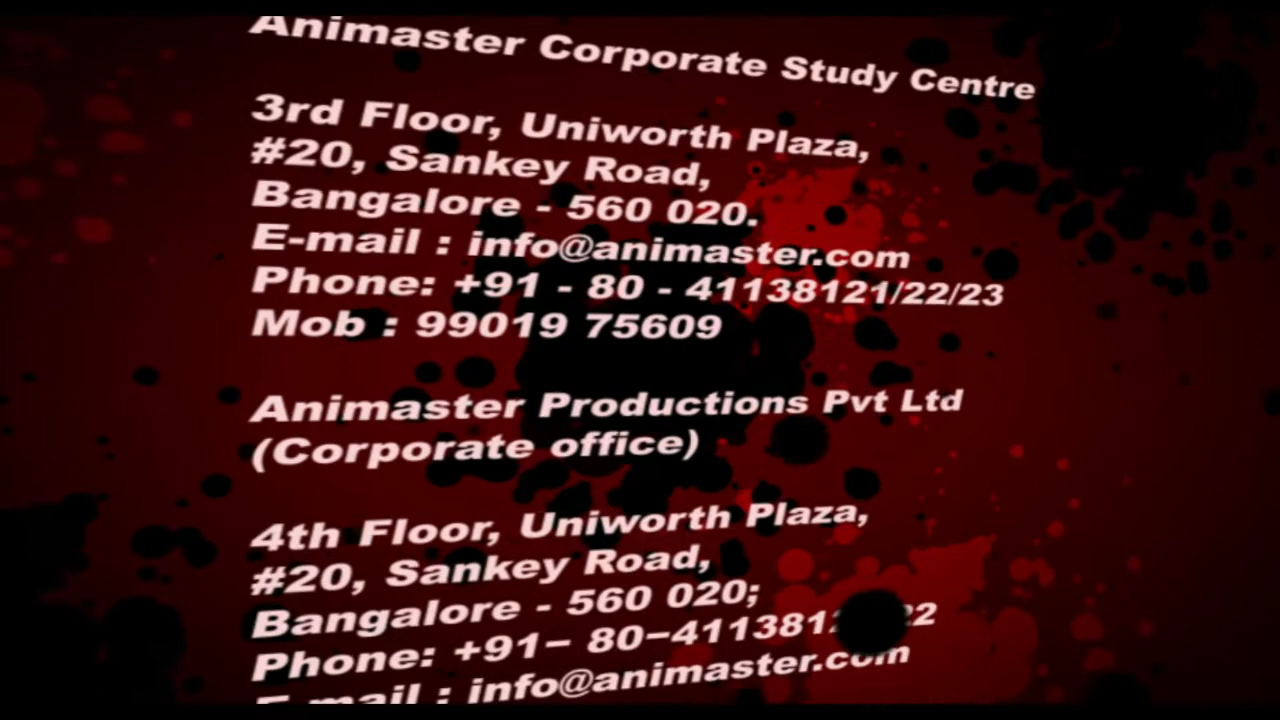 Animaster Corporate Study Centre
3rd Floor, Uniworth Plaza,
#20, Sankey Road,
Bangalore - 560 020.
E-mail : info@animaster.com
Phone: +91 - 80 - 41138121/22/23
Mob : 99019 75609
Animaster Productions Pvt Ltd
(Corporate office)
4th Floor, Uniworth Plaza,
#20, Sankey Road,
Bangalore - 560 020;
Phone: +91– 80–
E-mail : info@animaster.com